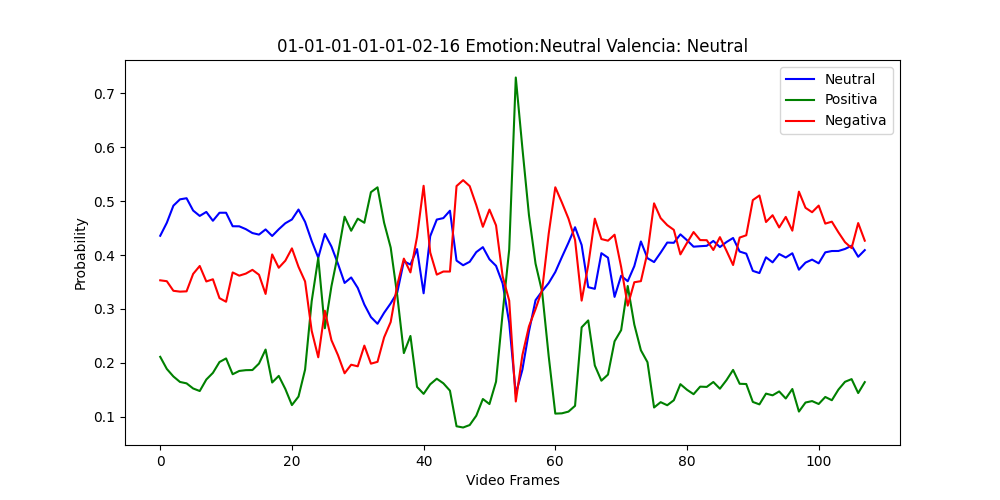 01-01-01-01-01-02-16 Emotion:Neutral Valencia: Neutral
Neutral
Positiva
Negativa
Probability
0.7
0.6
0.5
0.4
0.3
0.2
0.1
0 20 40 60 80 100
Video Frames